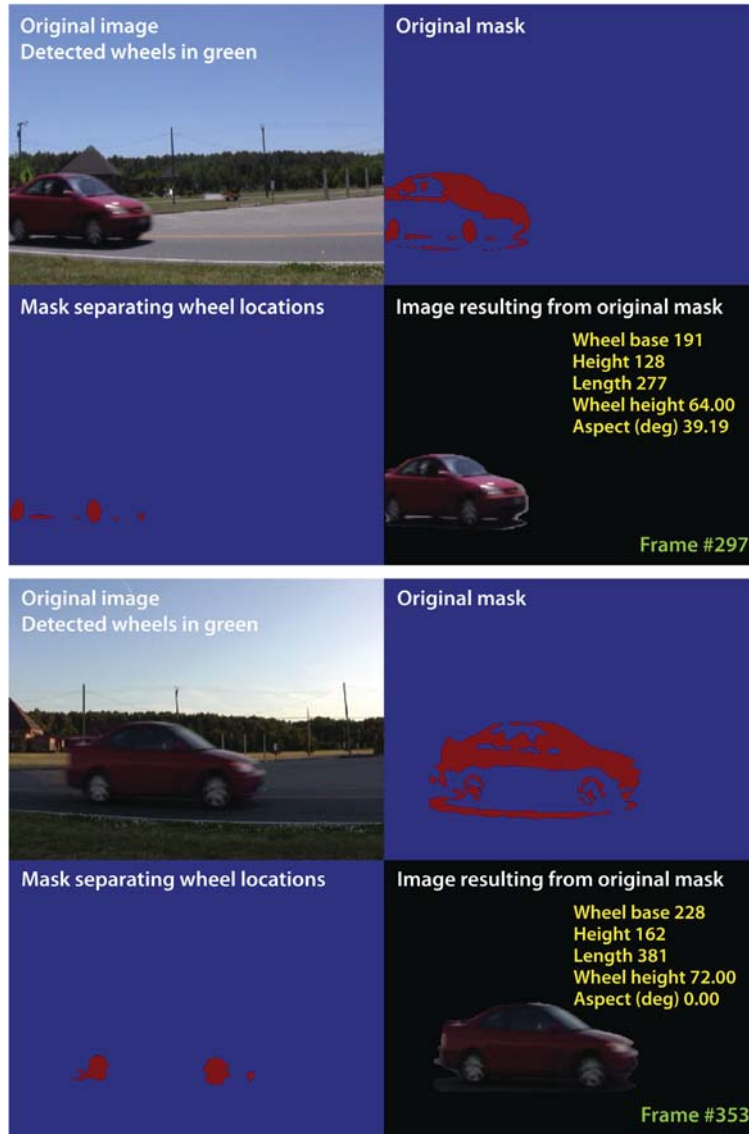 Original image
Detected wheels in green
Original mask
Mask separating wheel locations
Image resulting from original mask
Wheel base 191
Height 128
Length 277
Wheel height 64.00
Aspect (deg) 39.19
Frame #297
Original image
Detected wheels in green
Original mask
Mask separating wheel locations
Image resulting from original mask
Wheel base 228
Height 162
Length 381
Wheel height 72.00
Aspect (deg) 0.00
Frame #353